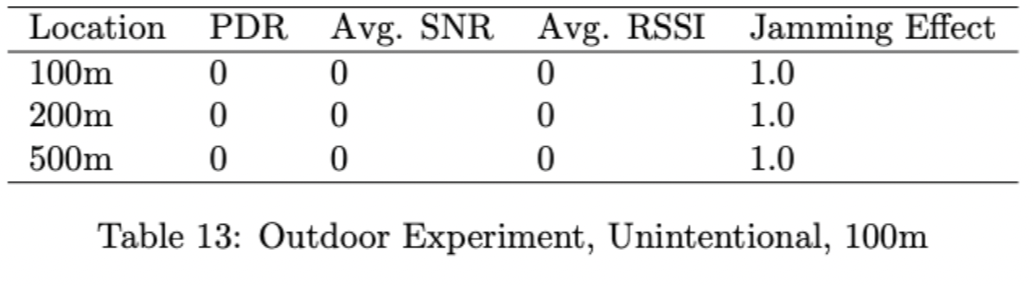 Location PDR Avg. SNR Avg. RSSI Jamming Effect
100m 0 0 0 1.0
200m 0 0 0 1.0
500m 0 0 0 1.0
Table 13: Outdoor Experiment, Unintentional, 100m